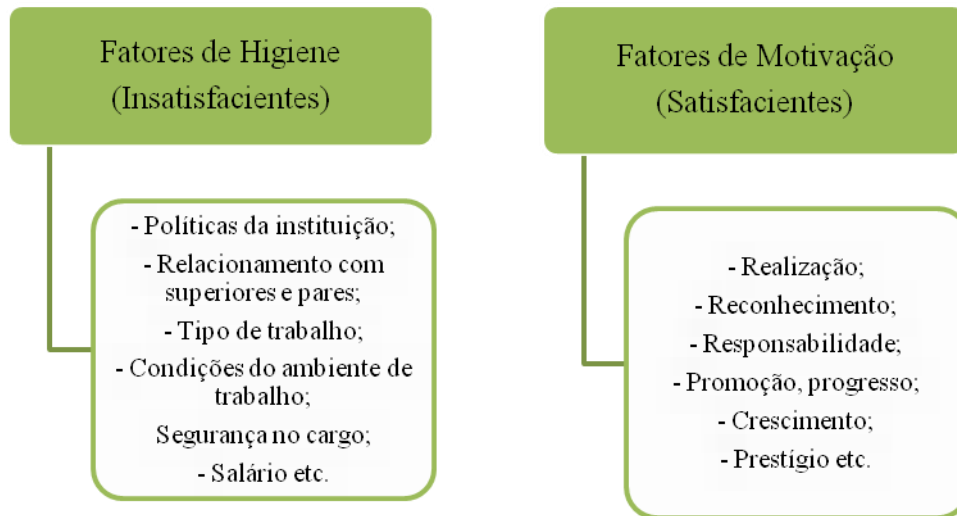 Fatores de Higiene
(Insatisfacientes)
- Políticas da instituição;
- Relacionamento com
superiores e pares;
- Tipo de trabalho;
- Condições do ambiente de
trabalho;
Segurança no cargo;
- Salário etc.
Fatores de Motivação
(Satisfacientes)
- Realização;
- Reconhecimento;
- Responsabilidade;
- Promoção, progresso;
- Crescimento;
- Prestígio etc.